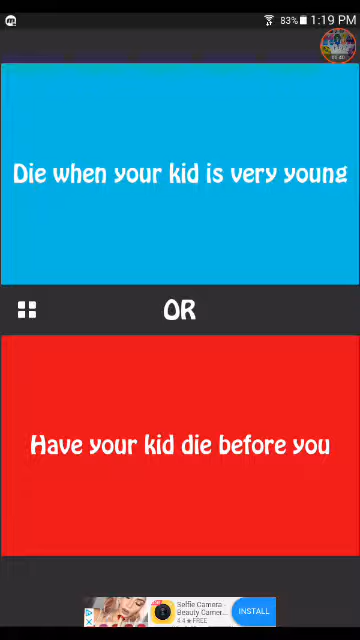 83% 1:19 PM
Die when your kid is very young
OR
Have your kid die before you
Selfie Camera -
Beauty Camer...
4.4★FREE
INSTALL